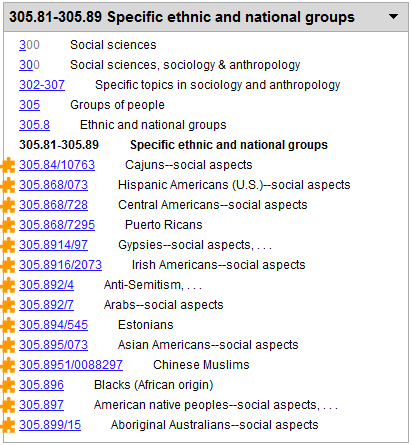 305.81-305.89 Specific ethnic and national groups
300 Social sciences
300 Social sciences, sociology & anthropology
302-307 Specific topics in sociology and anthropology
305 Groups of people
305.8 Ethnic and national groups
305.81-305.89 Specific ethnic and national groups
305.84/10763 Cajuns--social aspects
305.868/073 Hispanic Americans (U.S.)--social aspects
305.868/728 Central Americans--social aspects
305.868/7295 Puerto Ricans
305.8914/97 Gypsies--social aspects, . . .
305.8916/2073 Irish Americans--social aspects
305.892/4 Anti-Semitism, . . .
305.892/7 Arabs--social aspects
305.894/545 Estonians
305.895/073 Asian Americans--social aspects
305.8951/0088297 Chinese Muslims
305.896 Blacks (African origin)
305.897 American native peoples--social aspects, . . .
305.899/15 Aboriginal Australians--social aspects